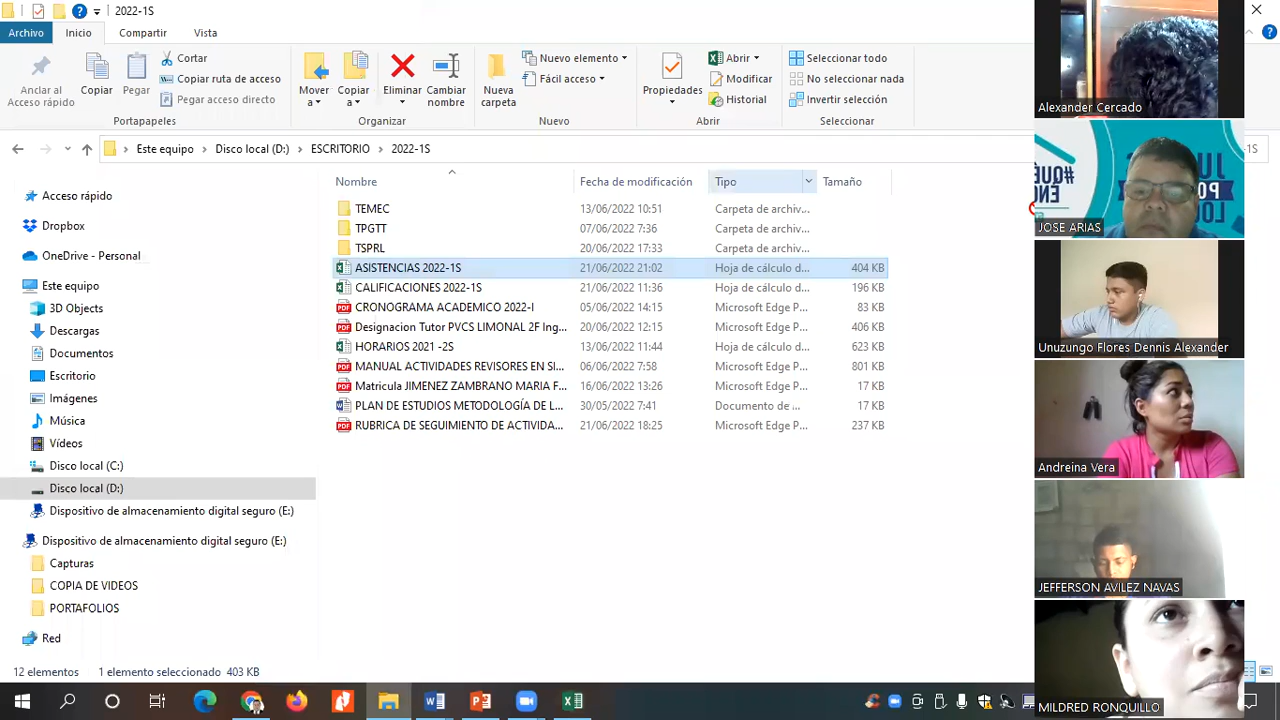 2022-1S
Archivo Inicio Compartir Vista
Anclar al Acceso rápido
Copiar
Pegar
Cortar
Copiar ruta de acceso
Pegar acceso directo
Mover a
Copiar a
Eliminar
Cambiar nombre
Nueva carpeta
Nuevo elemento
Fácil acceso
Propiedades
Abrir
Modificar
Historial
Seleccionar todo
No seleccionar nada
Invertir selección
Portapapeles Organizar Nuevo Abrir Seleccionar
Este equipo Disco local (D:) ESCRITORIO 2022-1S
-1S
Nombre Fecha de modificación Tipo Tamaño
TEMEC 13/06/2022 10:51 Carpeta de archiv...
TPGTT 07/06/2022 7:36 Carpeta de archiv...
TSPRL 20/06/2022 17:33 Carpeta de archiv...
ASISTENCIAS 2022-1S 21/06/2022 21:02 Hoja de cálculo d... 404 KB
CALIFICACIONES 2022-1S 21/06/2022 11:36 Hoja de cálculo d... 196 KB
CRONOGRAMA ACADEMICO 2022-I 05/06/2022 14:15 Microsoft Edge P... 83 KB
Designacion Tutor PVCS LIMONAL 2F Ing... 20/06/2022 12:15 Microsoft Edge P... 406 KB
HORARIOS 2021 -2S 13/06/2022 11:44 Hoja de cálculo d... 623 KB
MANUAL ACTIVIDADES REVISORES EN SI... 06/06/2022 7:58 Microsoft Edge P... 801 KB
Matricula JIMENEZ ZAMBRANO MARIA F... 16/06/2022 13:26 Microsoft Edge P... 17 KB
PLAN DE ESTUDIOS METODOLOGÍA DE L... 30/05/2022 7:41 Documento de ... 17 KB
RUBRICA DE SEGUIMIENTO DE ACTIVIDA... 21/06/2022 18:25 Microsoft Edge P... 237 KB
Acceso rápido
Dropbox
OneDrive - Personal
Este equipo
3D Objects
Descargas
Documentos
Escritorio
Imágenes
Música
Vídeos
Disco local (C:)
Disco local (D:)
Dispositivo de almacenamiento digital seguro (E:)
Dispositivo de almacenamiento digital seguro (E:)
Capturas
COPIA DE VIDEOS
PORTAFOLIOS
Red
12 elementos 1 elemento seleccionado 403 KB
Alexander Cercado
JOSE ARIAS
Unuzungo Flores Dennis Alexander
Andreina Vera
JEFFERSON AVILEZ NAVAS
MILDRED RONQUILLO